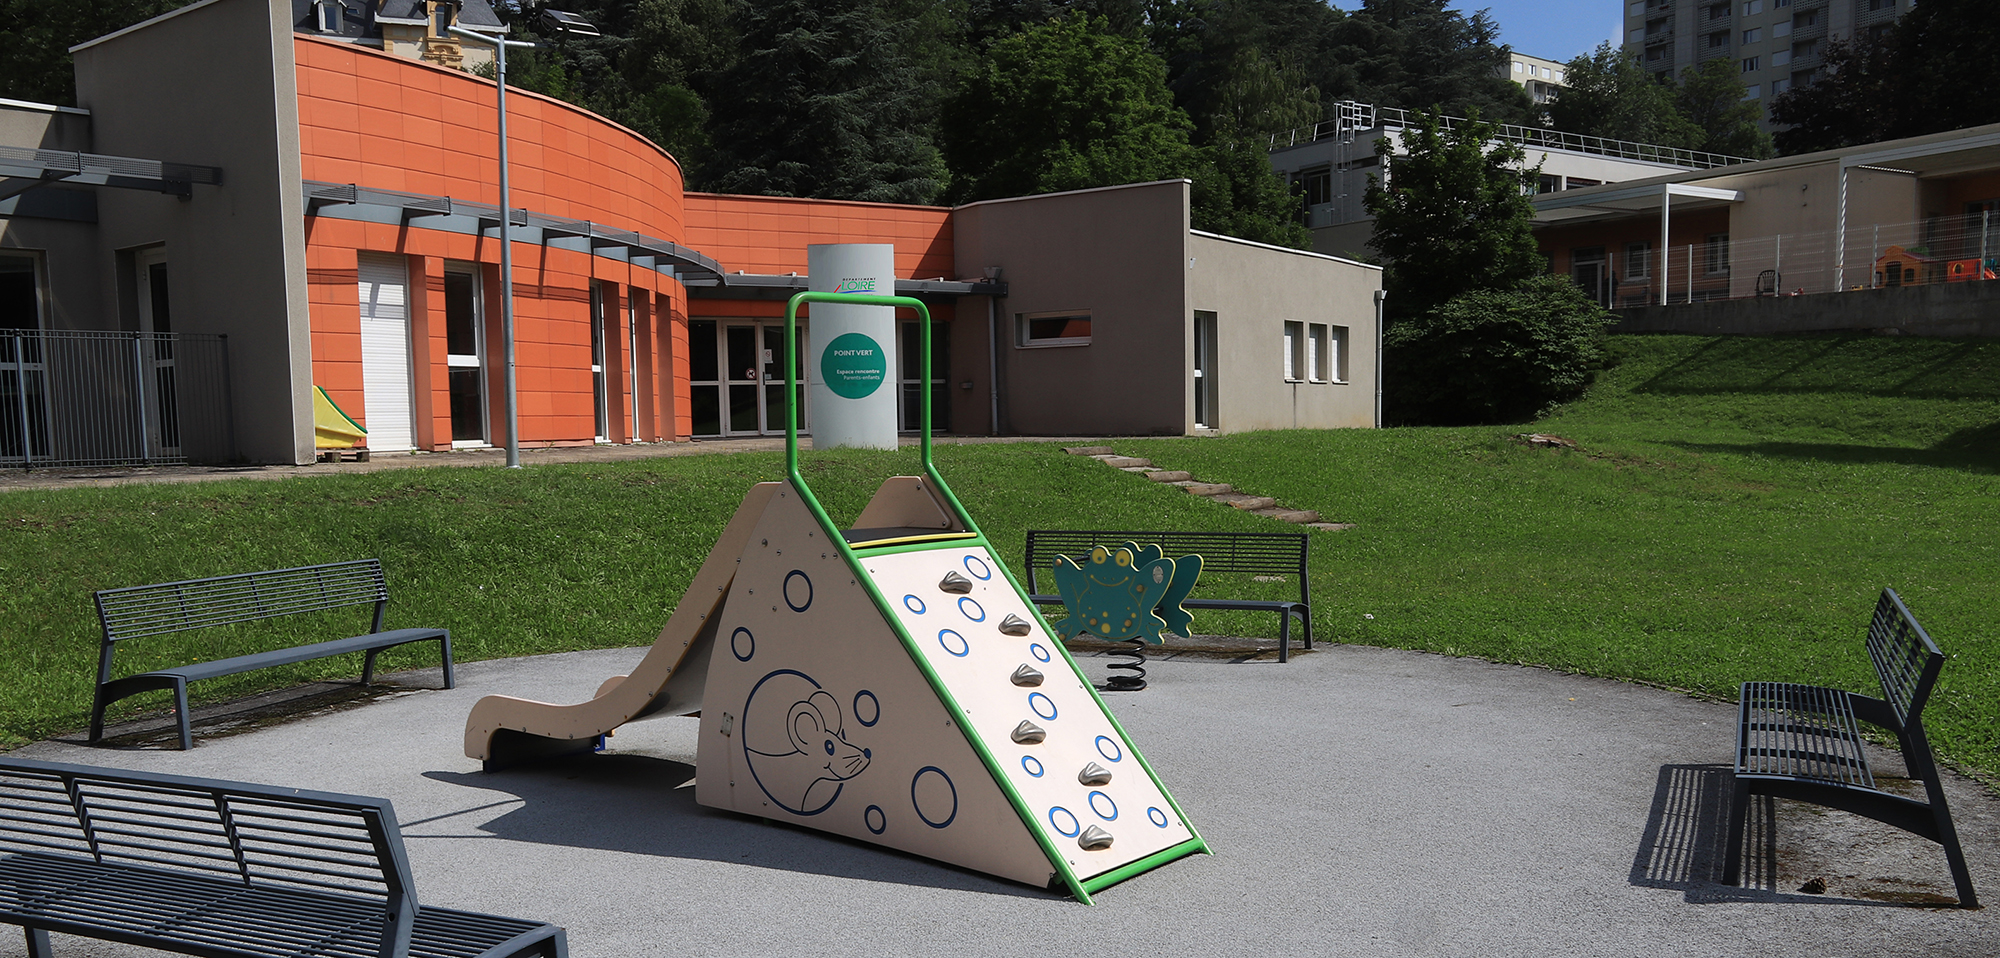 DÉPARTEMENT
LOIRE
POINT VERT
Espace rencontre
Parents-enfants